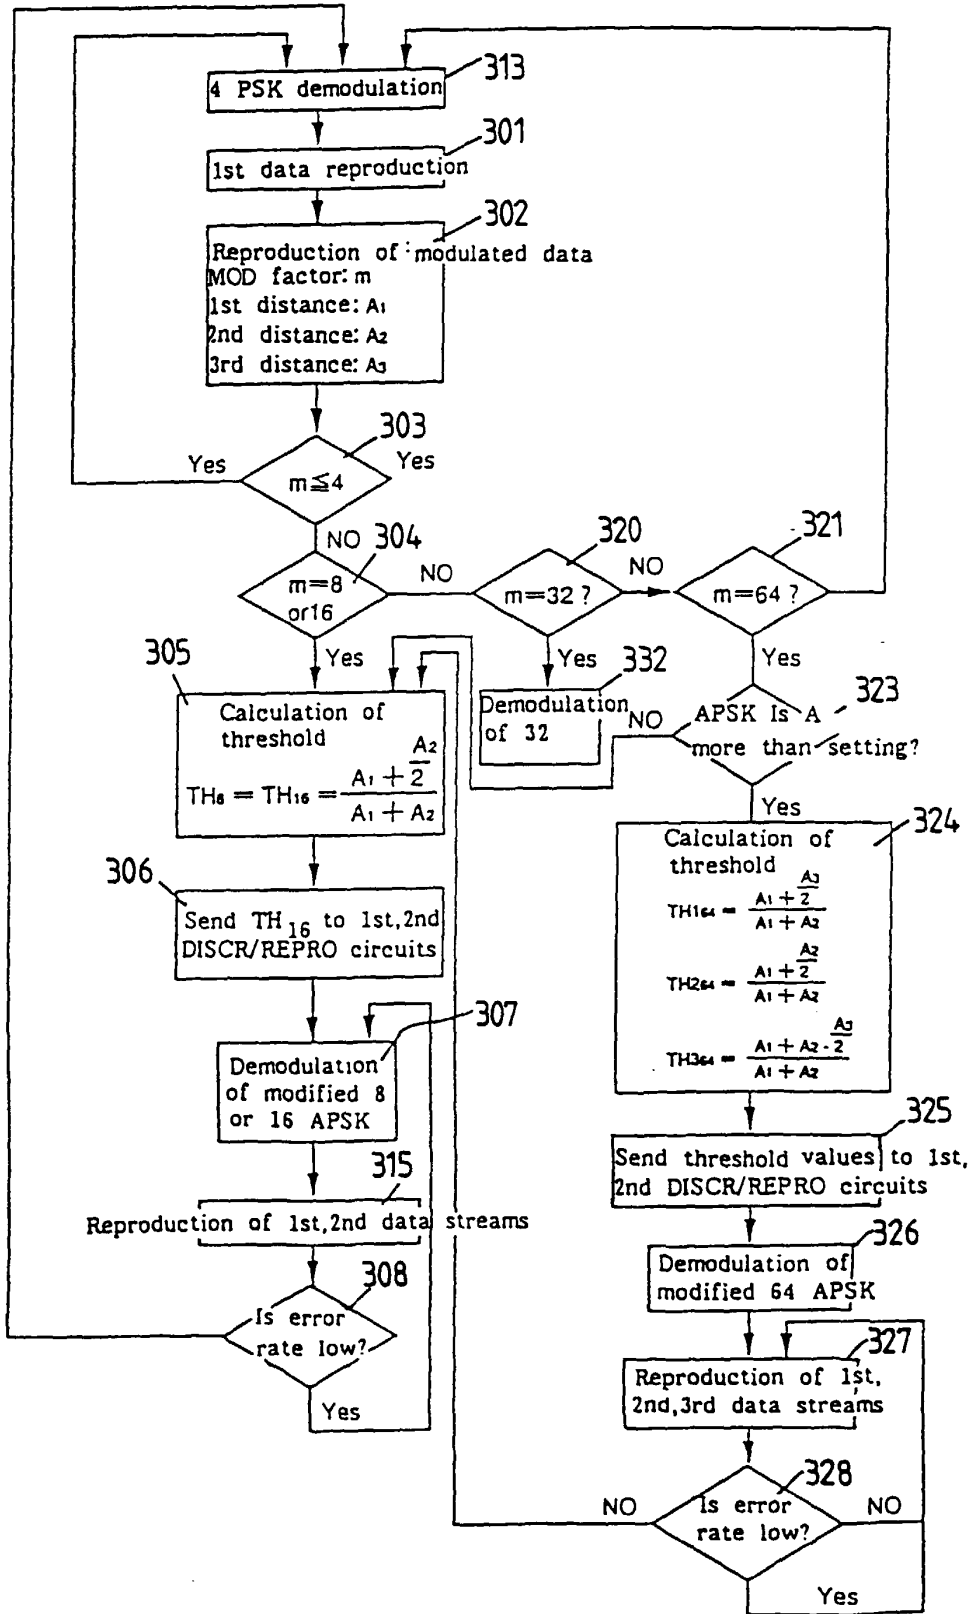 313
4 PSK demodulation
301
1st data reproduction
302
Reproduction of : modulated data
MOD factor: m
1st distance: A1
2nd distance: A2
3rd distance: A3
303
Yes
Yes
m≦4
NO
304
m=8
or16
NO
320
m=32 ?
NO
321
m=64 ?
Yes
Yes
Yes
305
Calculation of
threshold
TH8 = TH16 = (A1 + A2/2) / (A1 + A2)
332
Demodulation
of 32
NO
323
APSK Is A
more than setting?
Yes
324
Calculation of
threshold
TH164 = (A1 + A3/2) / (A1 + A2)
TH264 = (A1 + A2/2) / (A1 + A2)
TH364 = (A1 + A2 - A3/2) / (A1 + A2)
306
Send TH16 to 1st,2nd
DISCR/REPRO circuits
307
Demodulation
of modified 8
or 16 APSK
315
Reproduction of 1st,2nd data streams
308
Is error
rate low?
Yes
325
Send threshold values to 1st,
2nd DISCR/REPRO circuits
326
Demodulation of
modified 64 APSK
327
Reproduction of 1st,
2nd,3rd data streams
328
NO
Is error
rate low?
NO
Yes